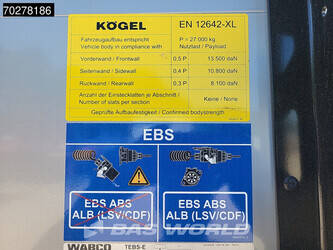 70278186
KÖGEL EN 12642-XL
Fahrzeugaufbau entspricht P = 27.000 kg
Vehicle body in compliance with Nutzlast / Payload
Vorderwand / Frontwall 0,5 P 13.500 daN
Seitenwand / Sidewall 0,4 P 10.800 daN
Rückwand / Rearwall 0,3 P 8.100 daN
Anzahl der Einstecklatten je Abschnitt / Keine / None
Number of slats per section
Geprüfte Aufbaufestigkeit / Confirmed bodystrength
EBS
EBS ABS EBS ABS
ALB (LSV/CDF) ALB (LSV/CDF)
BAS WORLD
WABCO TEBS-E